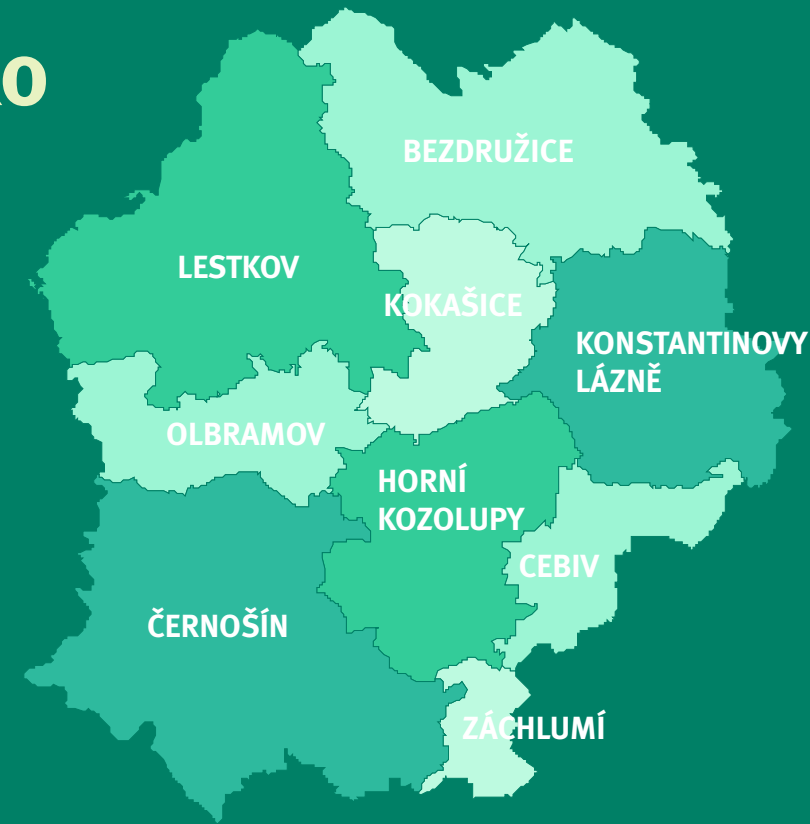 BEZDRUŽICE
LESTKOV
KOKAŠICE
KONSTANTINOVY
LÁZNĚ
OLBRAMOV
HORNÍ
KOZOLUPY
CEBIV
ČERNOŠÍN
ZÁCHLUMÍ